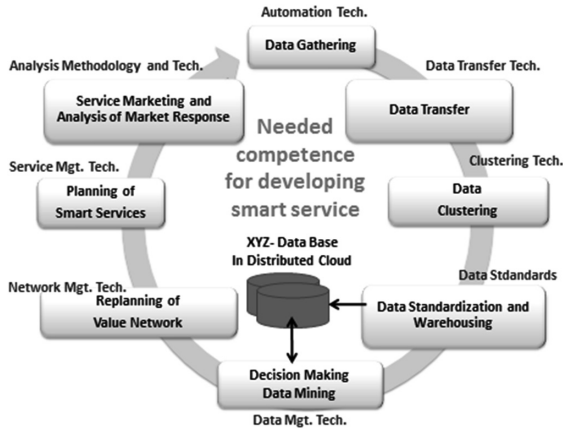 Automation Tech.
Data Gathering
Data Transfer Tech.
Data Transfer
Clustering Tech.
Data
Clustering
Data Stdandards
Data Standardization and
Warehousing
Decision Making
Data Mining
Data Mgt. Tech.
Network Mgt. Tech.
Replanning of
Value Network
Service Mgt. Tech.
Planning of
Smart Services
Analysis Methodology and Tech.
Service Marketing and
Analysis of Market Response
Needed
competence
for developing
smart service
XYZ- Data Base
In Distributed Cloud